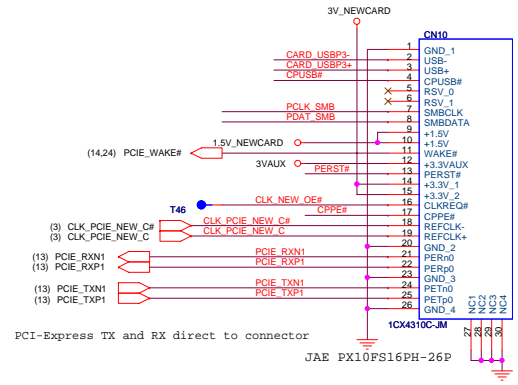 3V_NEWCARD
CN10
1 GND_1
CARD_USBP3- 2 USB-
CARD_USBP3+ 3 USB+
CPUSB# 4 CPUSB#
5 RSV_0
6 RSV_1
PCLK_SMB 7 SMBCLK
PDAT_SMB 8 SMBDATA
9 +1.5V
1.5V_NEWCARD 10 +1.5V
(14,24) PCIE_WAKE# 11 WAKE#
3VAUX 12 +3.3VAUX
PERST# 13 PERST#
14 +3.3V_1
15 +3.3V_2
T46 CLK_NEW_OE# 16 CLKREQ#
CPPE# 17 CPPE#
(3) CLK_PCIE_NEW_C# CLK_PCIE_NEW_C# 18 REFCLK-
(3) CLK_PCIE_NEW_C CLK_PCIE_NEW_C 19 REFCLK+
20 GND_2
(13) PCIE_RXN1 PCIE_RXN1 21 PERn0
(13) PCIE_RXP1 PCIE_RXP1 22 PERp0
23 GND_3
(13) PCIE_TXN1 PCIE_TXN1 24 PETn0
(13) PCIE_TXP1 PCIE_TXP1 25 PETp0
26 GND_4
NC1 NC2 NC3 NC4
27 28 29 30
1CX4310C-JM
PCI-Express TX and RX direct to connector
JAE PX10FS16PH-26P